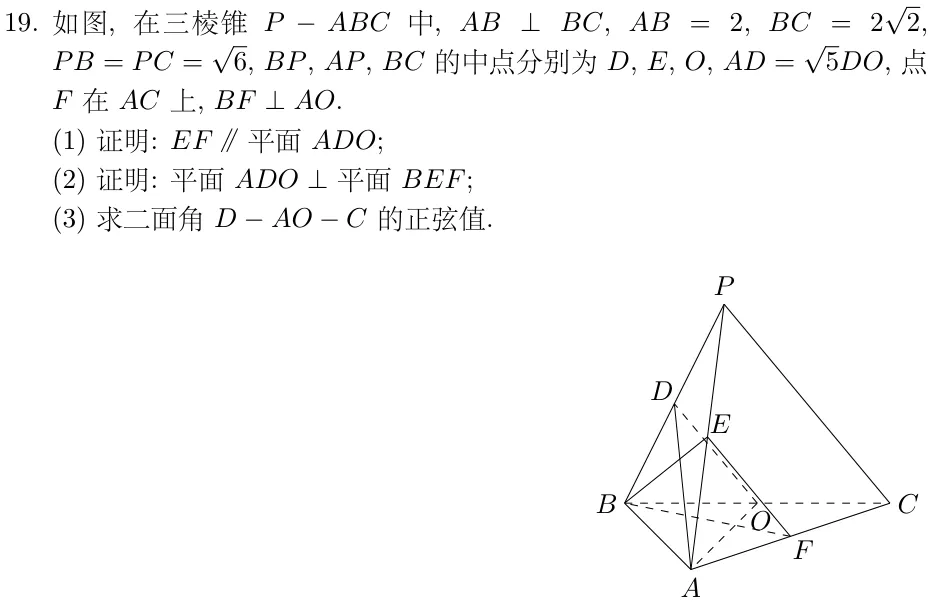 19. 如图, 在三棱锥 P − ABC 中, AB ⊥ BC, AB = 2, BC = 2√2,
PB = PC = √6, BP, AP, BC 的中点分别为 D, E, O, AD = √5DO, 点
F 在 AC 上, BF ⊥ AO.
(1) 证明: EF ∥ 平面 ADO;
(2) 证明: 平面 ADO ⊥ 平面 BEF;
(3) 求二面角 D − AO − C 的正弦值.
P
D
E
B
O
C
F
A